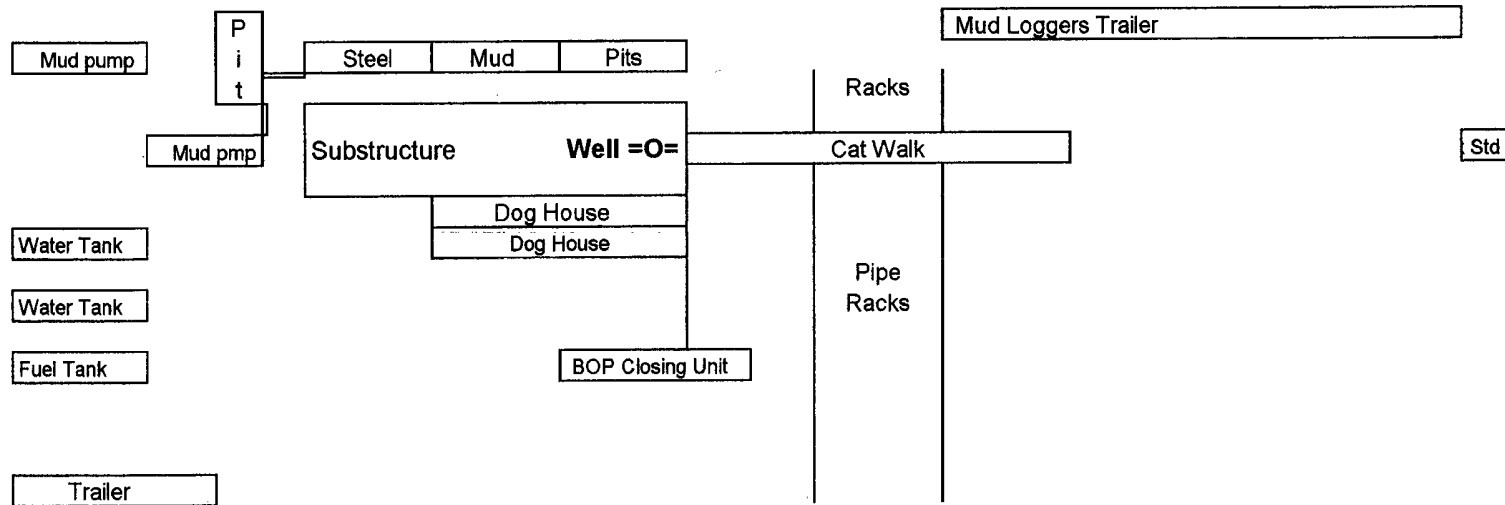 Mud Loggers Trailer
P
i
t
Mud pump
Steel Mud Pits
Racks
Mud pmp
Substructure Well =O=
Cat Walk
Std
Dog House
Dog House
Water Tank
Pipe
Racks
Water Tank
Fuel Tank
BOP Closing Unit
Trailer